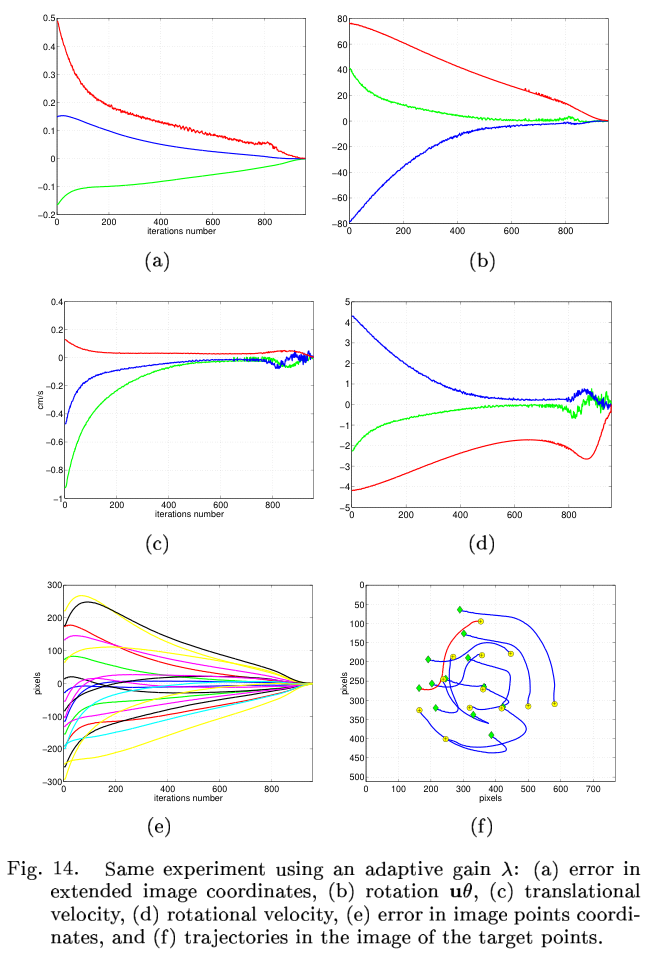 0.5
0.4
0.3
0.2
0.1
0
−0.1
−0.2
0 200 400 600 800
iterations number
(a)
80
60
40
20
0
−20
−40
−60
−80
0 200 400 600 800
(b)
0.4
0.2
0
−0.2
−0.4
−0.6
−0.8
−1
cm/s
0 200 400 600 800
iterations number
(c)
5
4
3
2
1
0
−1
−2
−3
−4
−5
0 200 400 600 800
(d)
300
200
100
0
−100
−200
−300
pixels
0 200 400 600 800
iterations number
(e)
0
50
100
150
200
250
300
350
400
450
500
pixels
0 100 200 300 400 500 600 700
pixels
(f)
Fig. 14. Same experiment using an adaptive gain λ: (a) error in
extended image coordinates, (b) rotation uθ, (c) translational
velocity, (d) rotational velocity, (e) error in image points coordi-
nates, and (f) trajectories in the image of the target points.